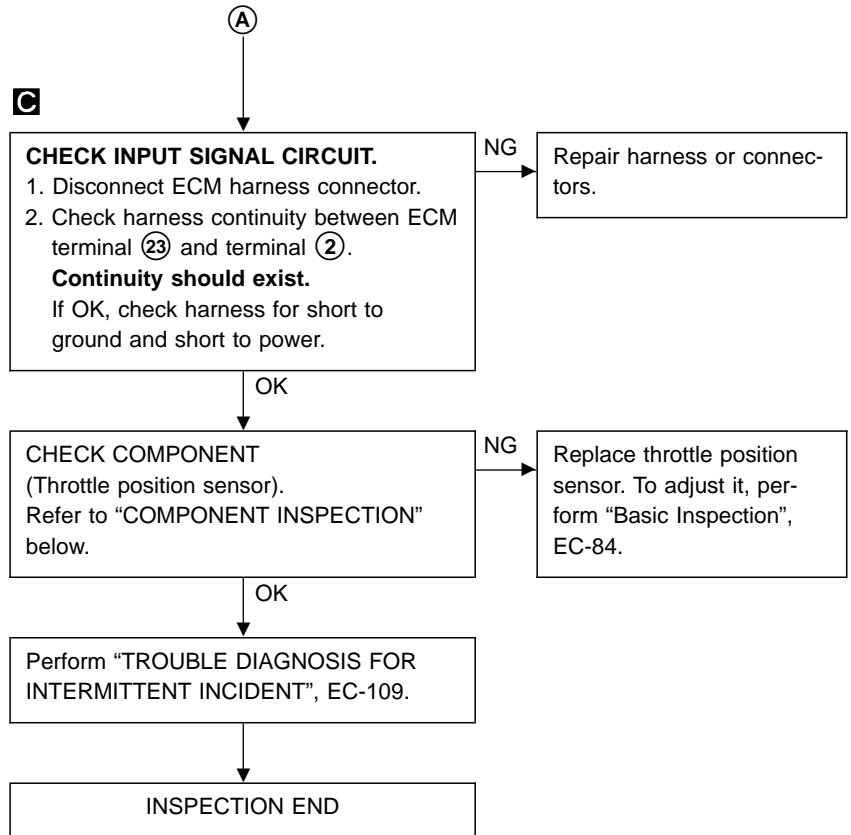 A
C
CHECK INPUT SIGNAL CIRCUIT.
1. Disconnect ECM harness connector.
2. Check harness continuity between ECM
terminal 23 and terminal 2.
Continuity should exist.
If OK, check harness for short to
ground and short to power.
NG
Repair harness or connec-
tors.
OK
CHECK COMPONENT
(Throttle position sensor).
Refer to “COMPONENT INSPECTION”
below.
NG
Replace throttle position
sensor. To adjust it, per-
form “Basic Inspection”,
EC-84.
OK
Perform “TROUBLE DIAGNOSIS FOR
INTERMITTENT INCIDENT”, EC-109.
INSPECTION END